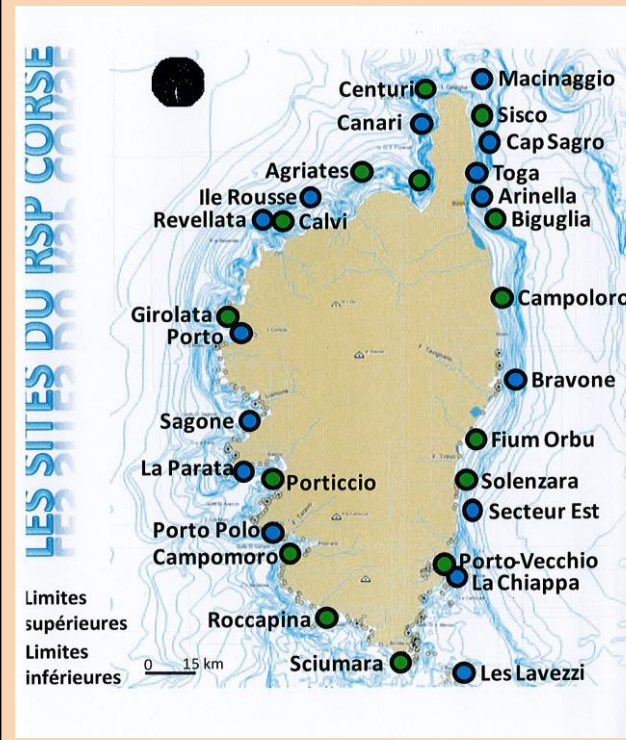 LES SITES DU RSP CORSE
Centuri
Macinaggio
Canari
Sisco
Cap Sagro
Agriates
Toga
Ile Rousse
Arinella
Revellata
Calvi
Biguglia
Campoloro
Girolata
Porto
Bravone
Sagone
Fium Orbu
La Parata
Porticcio
Solenzara
Secteur Est
Porto Polo
Campomoro
Porto-Vecchio
La Chiappa
Roccapina
Sciumara
Les Lavezzi
Limites
supérieures
Limites
inférieures
0 15 km